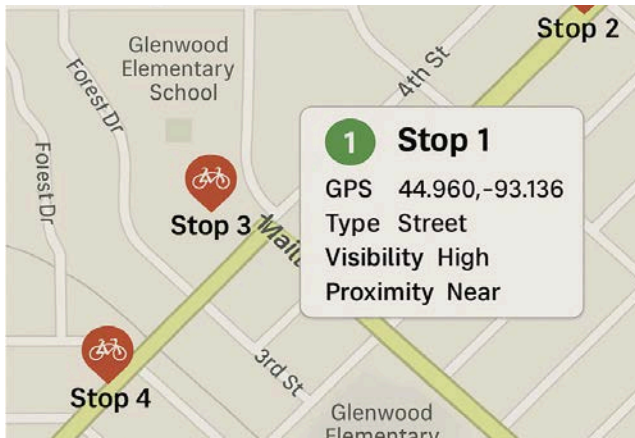 Stop 2
Glenwood
Elementary
School
Forest Dr
4th St
Forest Dr
1 Stop 1
GPS 44.960,-93.136
Type Street
Visibility High
Proximity Near
Stop 3
3rd St
Stop 4
Glenwood
Elementary